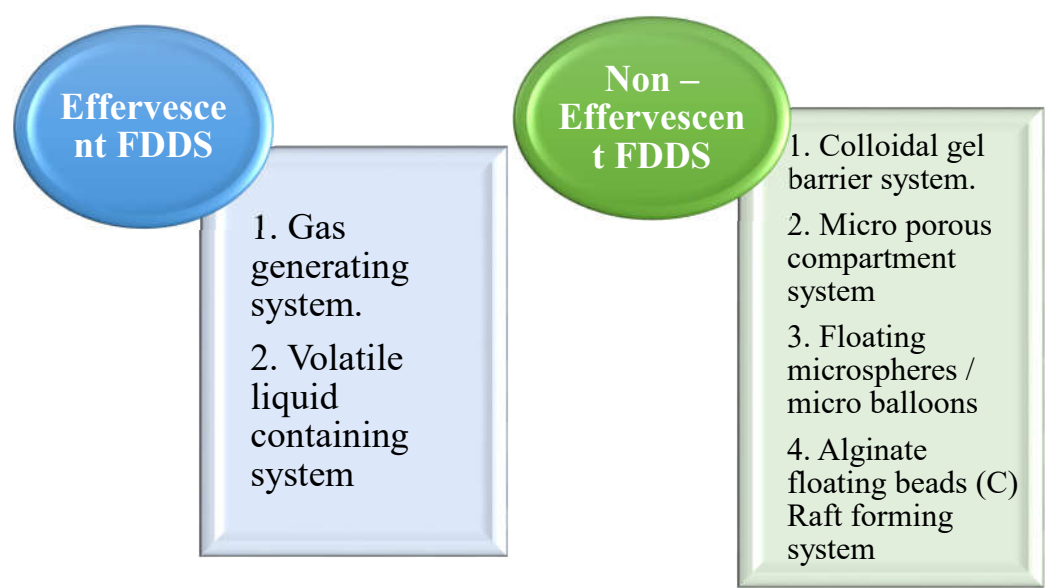 Effervesce
nt FDDS
1. Gas
generating
system.
2. Volatile
liquid
containing
system
Non –
Effervescen
t FDDS
1. Colloidal gel
barrier system.
2. Micro porous
compartment
system
3. Floating
microspheres /
micro balloons
4. Alginate
floating beads (C)
Raft forming
system